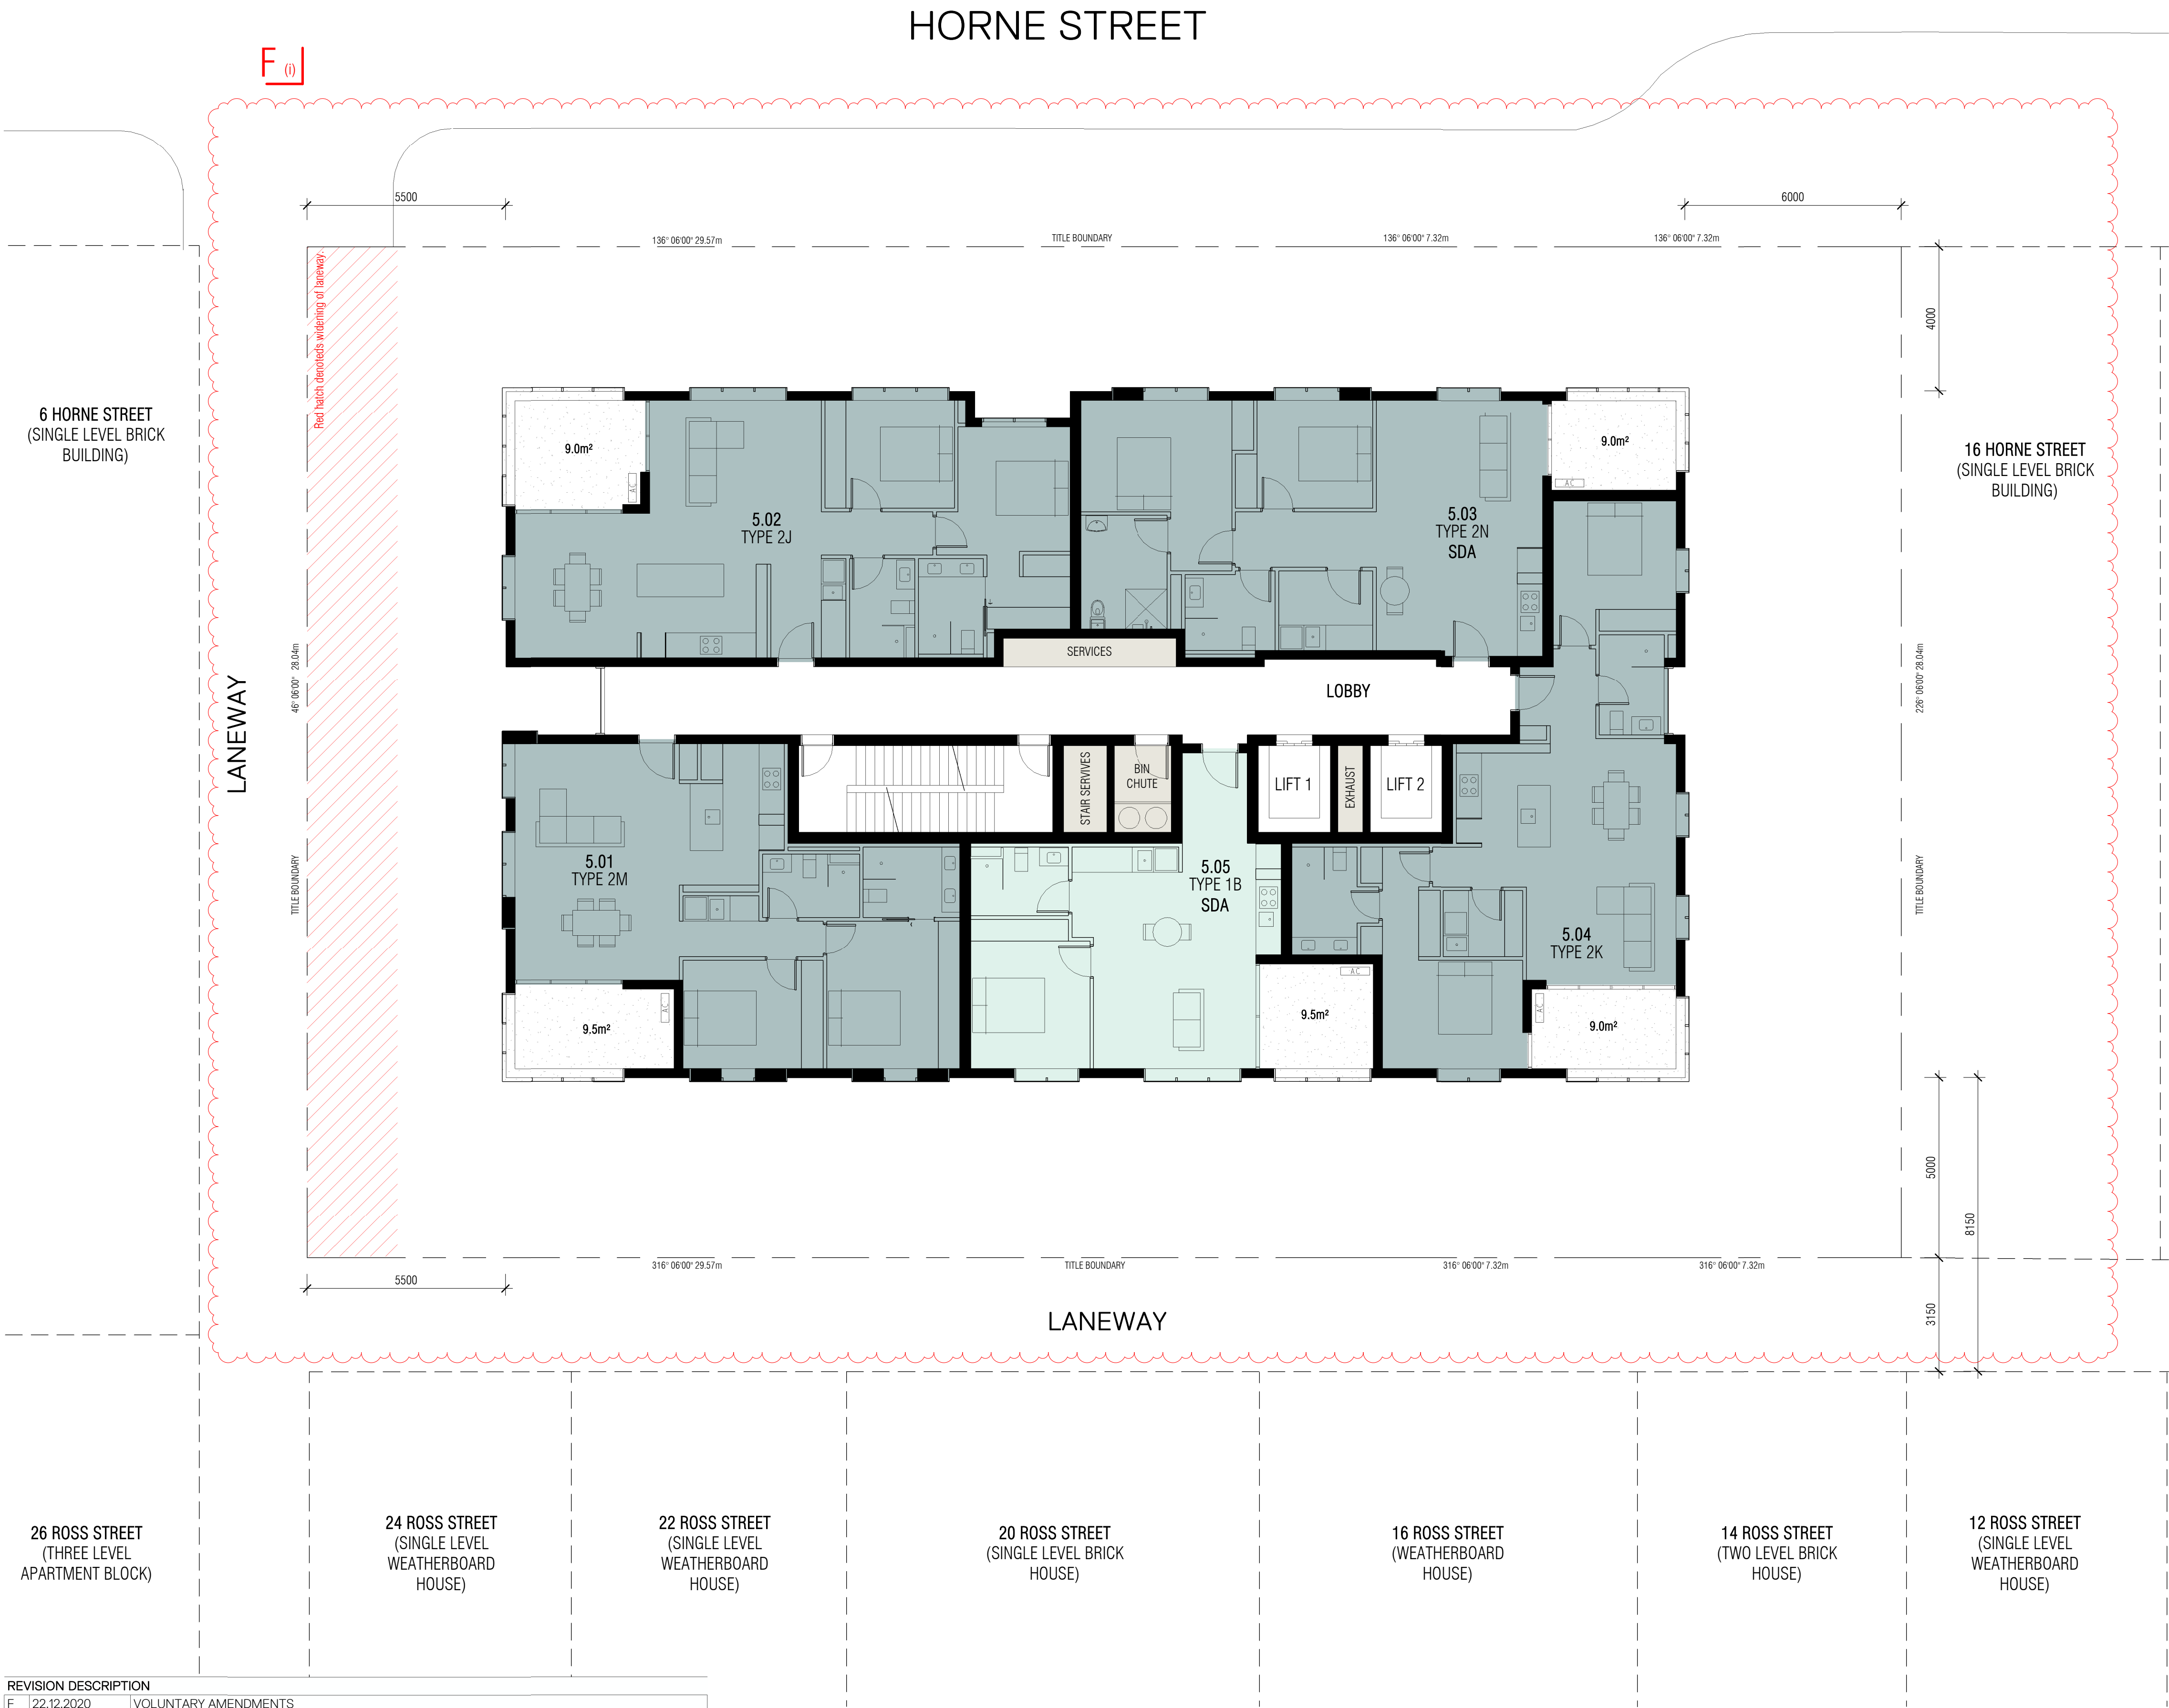 HORNE STREET
F (i)
5500
6000
136° 06'00" 29.57m
TITLE BOUNDARY
136° 06'00" 7.32m
136° 06'00" 7.32m
Red hatch denoteds widening of laneway.
4000
6 HORNE STREET
(SINGLE LEVEL BRICK
BUILDING)
16 HORNE STREET
(SINGLE LEVEL BRICK
BUILDING)
9.0m²
AC
5.02
TYPE 2J
5.03
TYPE 2N
SDA
9.0m²
AC
LANEWAY
46° 06'00" 28.04m
TITLE BOUNDARY
226° 06'00" 28.04m
TITLE BOUNDARY
SERVICES
LOBBY
STAIR SERVIVES
BIN
CHUTE
LIFT 1
EXHAUST
LIFT 2
5.01
TYPE 2M
5.05
TYPE 1B
SDA
5.04
TYPE 2K
9.5m²
AC
9.5m²
AC
9.0m²
AC
5000
8150
3150
316° 06'00" 29.57m
TITLE BOUNDARY
316° 06'00" 7.32m
316° 06'00" 7.32m
5500
LANEWAY
26 ROSS STREET
(THREE LEVEL
APARTMENT BLOCK)
24 ROSS STREET
(SINGLE LEVEL
WEATHERBOARD
HOUSE)
22 ROSS STREET
(SINGLE LEVEL
WEATHERBOARD
HOUSE)
20 ROSS STREET
(SINGLE LEVEL BRICK
HOUSE)
16 ROSS STREET
(WEATHERBOARD
HOUSE)
14 ROSS STREET
(TWO LEVEL BRICK
HOUSE)
12 ROSS STREET
(SINGLE LEVEL
WEATHERBOARD
HOUSE)
REVISION DESCRIPTION
F 22.12.2020 VOLUNTARY AMENDMENTS